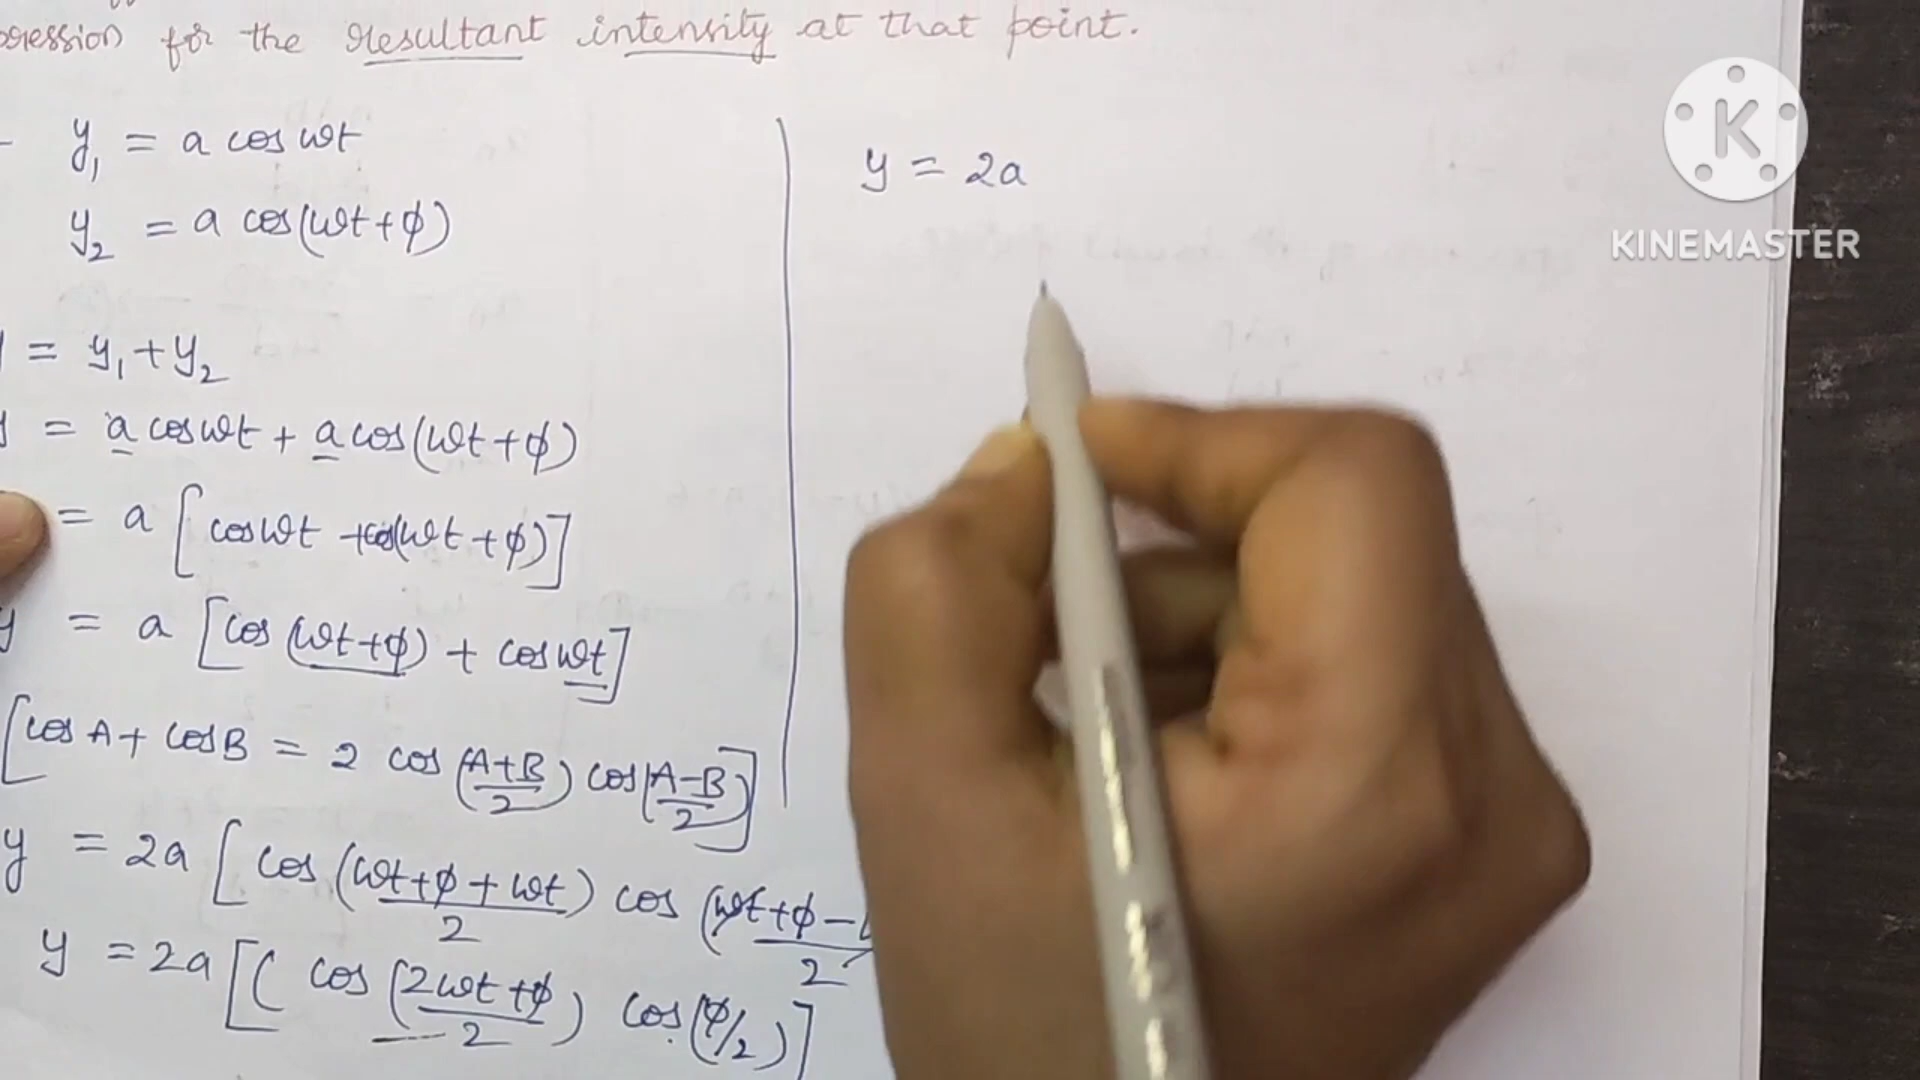 for the resultant intensity at that point.
y₁ = a cos ωt
y₂ = a cos(ωt+ϕ)
= y₁+y₂
= a cos ωt + a cos(ωt+ϕ)
= a [cos ωt + cos(ωt+ϕ)]
y = a [cos (ωt+ϕ) + cos ωt]
[cos A + cos B = 2 cos (A+B/2) cos (A-B/2)]
y = 2a [cos (ωt+ϕ+ωt)/2 cos (ωt+ϕ-
2
y = 2a [( cos (2ωt+ϕ/2) cos (ϕ/2)]
y = 2a
K
KINEMASTER